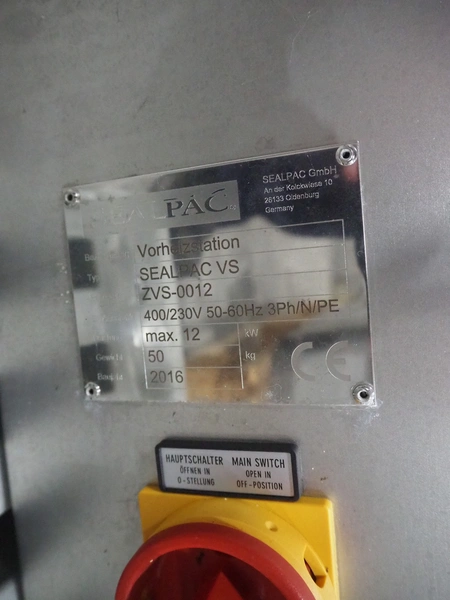 SEALPAC
SEALPAC GmbH
An der Kolckwiese 10
26133 Oldenburg
Germany
Vorheizstation
SEALPAC VS
ZVS-0012
400/230V 50-60Hz 3Ph/N/PE
max. 12 kW
50 kg
2016
CE
HAUPTSCHALTER MAIN SWITCH
ÖFFNEN IN OPEN IN
0-STELLUNG OFF-POSITION